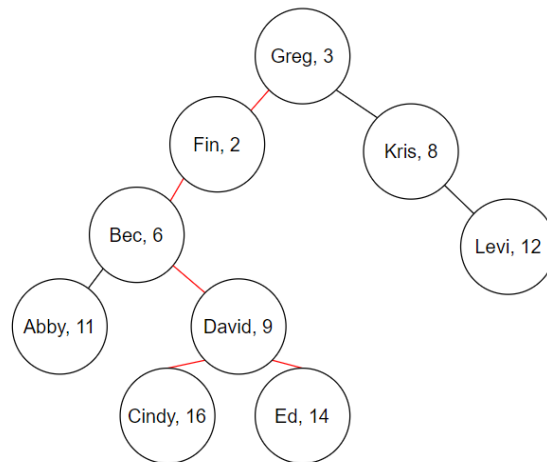 Greg, 3
Fin, 2
Kris, 8
Bec, 6
Levi, 12
Abby, 11
David, 9
Cindy, 16
Ed, 14